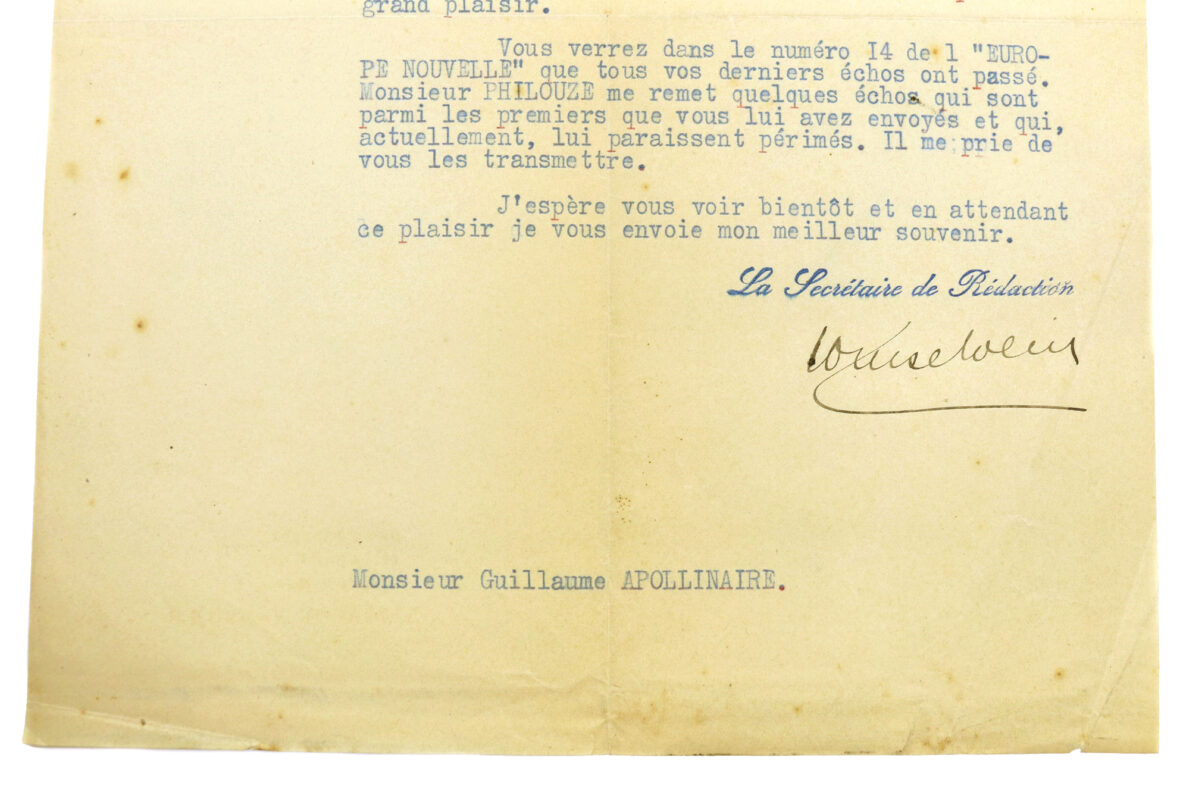 grand plaisir.
Vous verrez dans le numéro I4 de l "EURO-
PE NOUVELLE" que tous vos derniers échos ont passé.
Monsieur PHILOUZE me remet quelques échos qui sont
parmi les premiers que vous lui avez envoyés et qui,
actuellement, lui paraissent périmés. Il me prie de
vous les transmettre.
J'espère vous voir bientôt et en attendant
ce plaisir je vous envoie mon meilleur souvenir.
La Secrétaire de Rédaction
Louise Weiss
Monsieur Guillaume APOLLINAIRE.